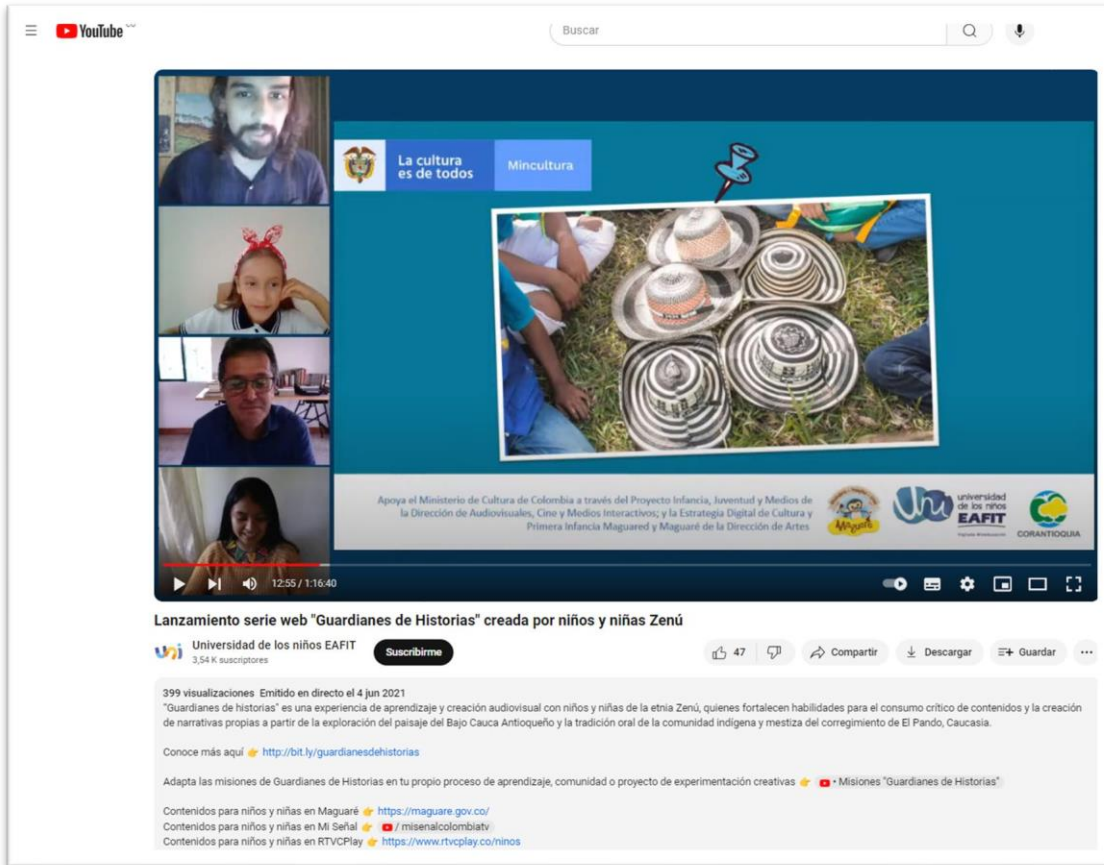 YouTube
Buscar
La cultura
es de todos
Mincultura
Apoya el Ministerio de Cultura de Colombia a través del Proyecto Infancia, Juventud y Medios de
la Dirección de Audiovisuales, Cine y Medios Interactivos; y la Estrategia Digital de Cultura y
Primera Infancia Maguared y Maguaré de la Dirección de Artes
Maguaré
universidad
de los niños
EAFIT
CORANTIOQUIA
12:55 / 1:16:40
Lanzamiento serie web "Guardianes de Historias" creada por niños y niñas Zenú
Universidad de los niños EAFIT
3,54 K suscriptores
Suscribirme
47
Compartir
Descargar
Guardar
399 visualizaciones Emitido en directo el 4 jun 2021
"Guardianes de historias" es una experiencia de aprendizaje y creación audiovisual con niños y niñas de la etnia Zenú, quienes fortalecen habilidades para el consumo crítico de contenidos y la creación
de narrativas propias a partir de la exploración del paisaje del Bajo Cauca Antioqueño y la tradición oral de la comunidad indígena y mestiza del corregimiento de El Pando, Caucasia.
Conoce más aquí 👉 http://bit.ly/guardianesdehistorias
Adapta las misiones de Guardianes de Historias en tu propio proceso de aprendizaje, comunidad o proyecto de experimentación creativas 👉 • Misiones "Guardianes de Historias"
Contenidos para niños y niñas en Maguaré 👉 https://maguare.gov.co/
Contenidos para niños y niñas en Mi Señal 👉 / misenalcolombiatv
Contenidos para niños y niñas en RTVCPlay 👉 https://www.rtvcplay.co/ninos